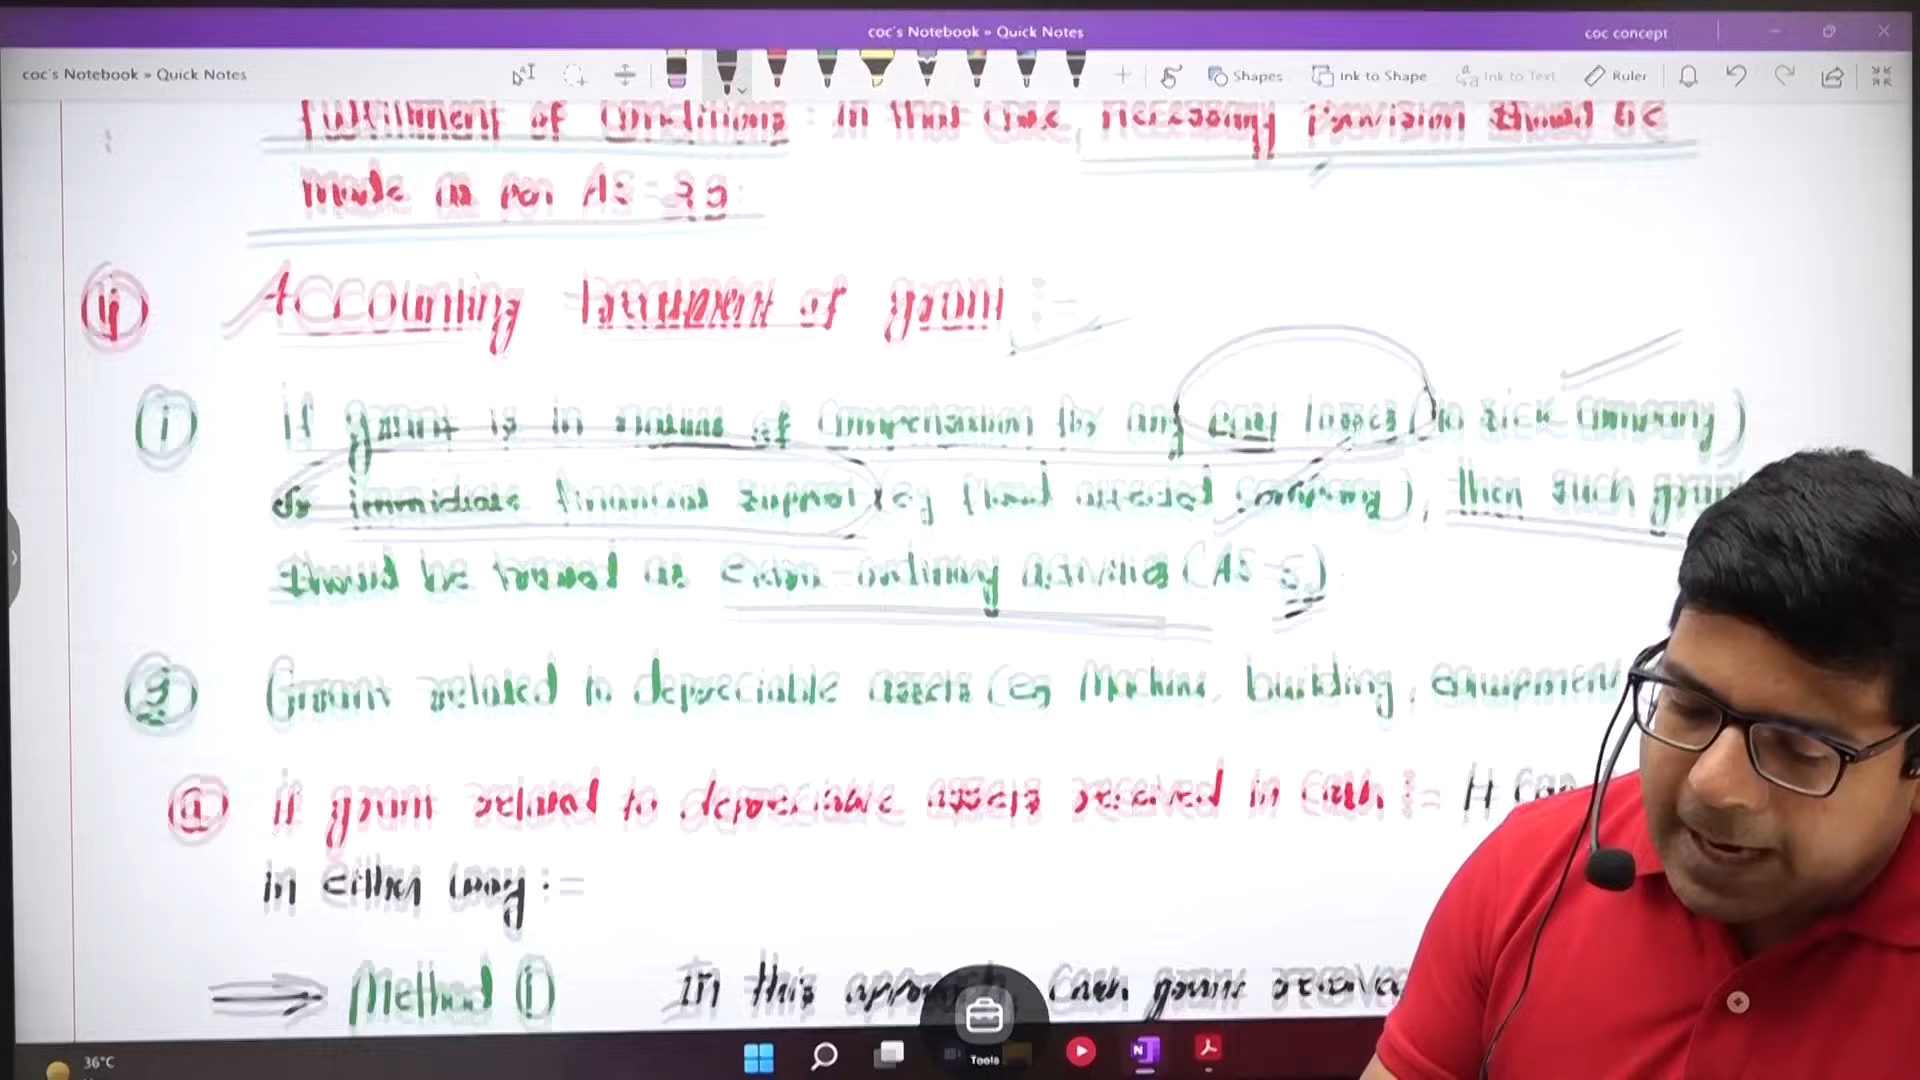 coc's Notebook » Quick Notes
coc concept
coc's Notebook » Quick Notes
Shapes
Ink to Shape
Ink to Text
Ruler
fulfillment of conditions : in that case, necessary provision should be
made as per AS - 29.
4 Accounting treatment of grant :=
i If grant is in nature of compensation for any past losses (to sick company)
or immidiate financial support (eg flood affected company), then such grant
should be treated as extra-ordinary activities (AS - 5).
2 Grant related to depreciable assets (eg Machine, building, equipment
a if grant related to depreciable assets received in cash := It can
in either way :=
Method 1 In this approach cash grant
Tools
36°C